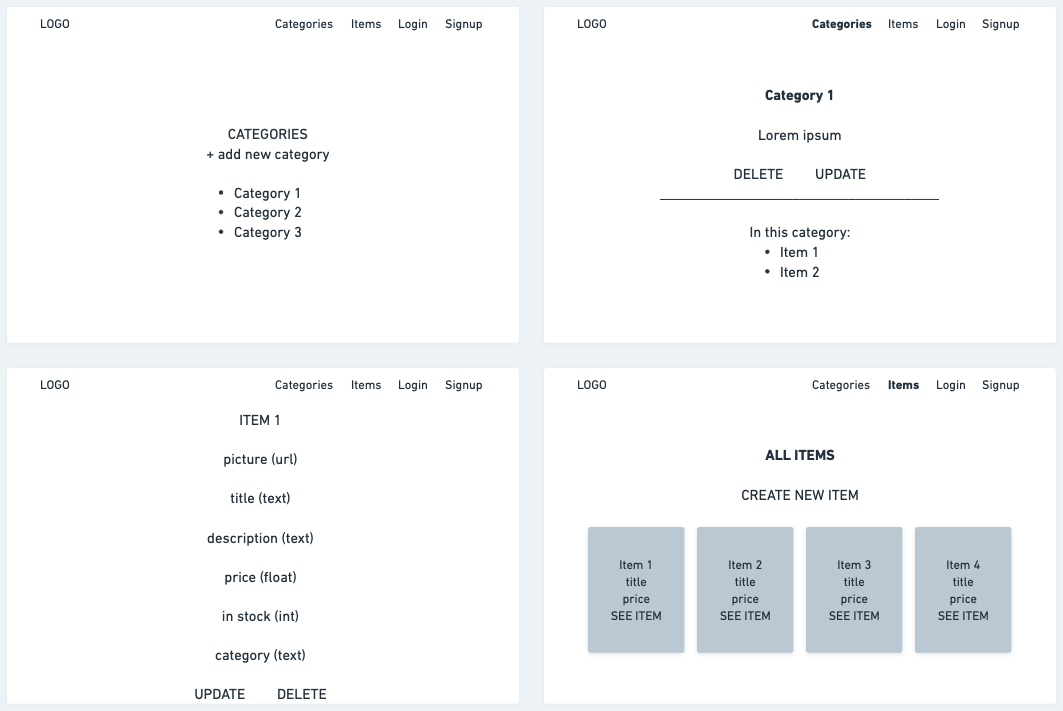 LOGO Categories Items Login Signup
CATEGORIES
+ add new category
• Category 1
• Category 2
• Category 3
LOGO Categories Items Login Signup
Category 1
Lorem ipsum
DELETE UPDATE
In this category:
• Item 1
• Item 2
LOGO Categories Items Login Signup
ITEM 1
picture (url)
title (text)
description (text)
price (float)
in stock (int)
category (text)
UPDATE DELETE
LOGO Categories Items Login Signup
ALL ITEMS
CREATE NEW ITEM
Item 1
title
price
SEE ITEM
Item 2
title
price
SEE ITEM
Item 3
title
price
SEE ITEM
Item 4
title
price
SEE ITEM